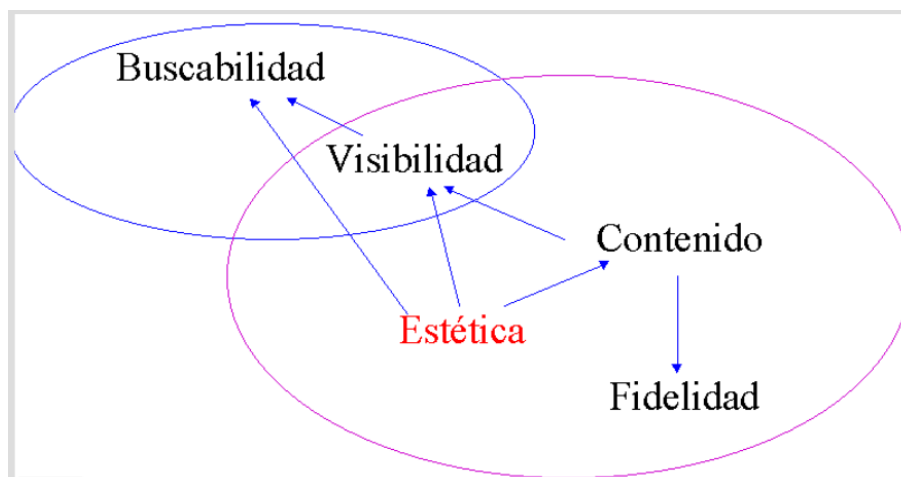 Buscabilidad
Visibilidad
Contenido
Estética
Fidelidad